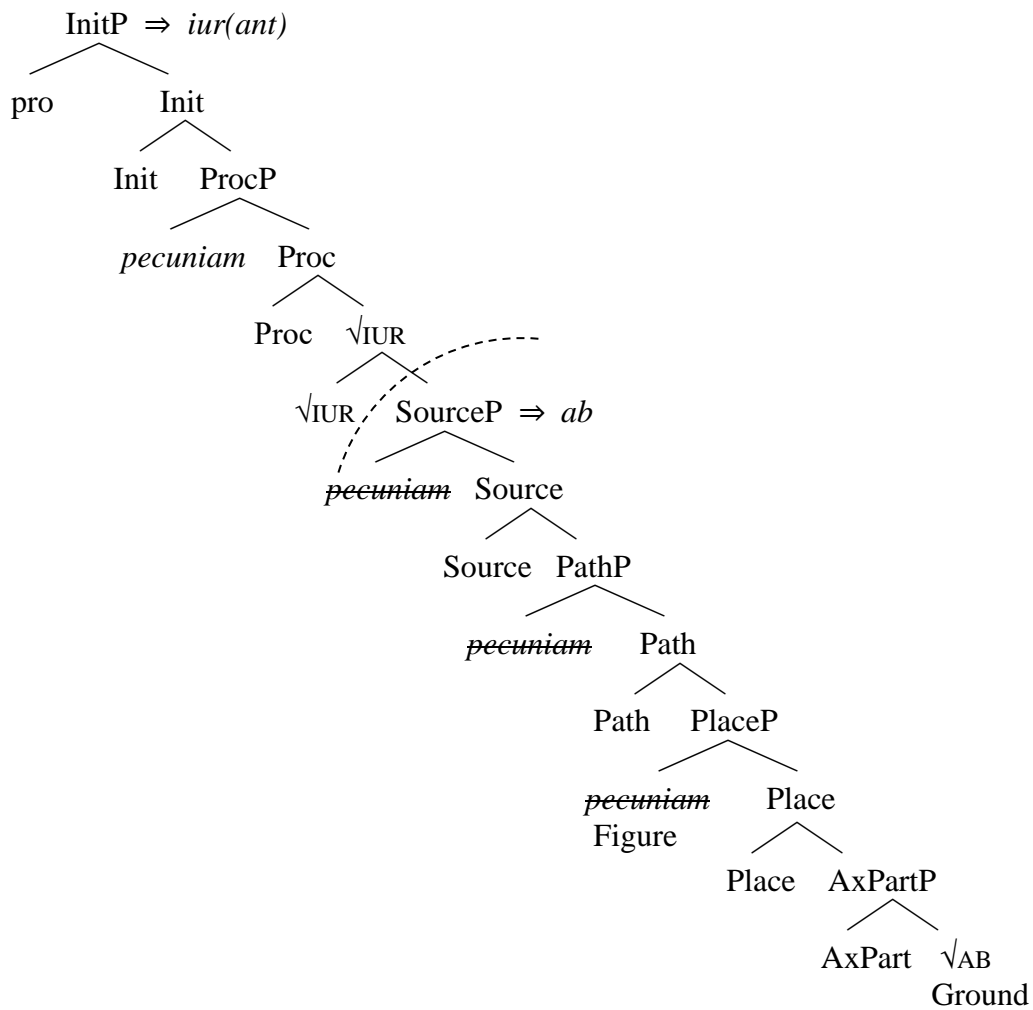 InitP ⇒ iur(ant)
pro Init
Init ProcP
pecuniam Proc
Proc √IUR
√IUR SourceP ⇒ ab
pecuniam Source
Source PathP
pecuniam Path
Path PlaceP
pecuniam Place
Figure
Place AxPartP
AxPart √AB
Ground